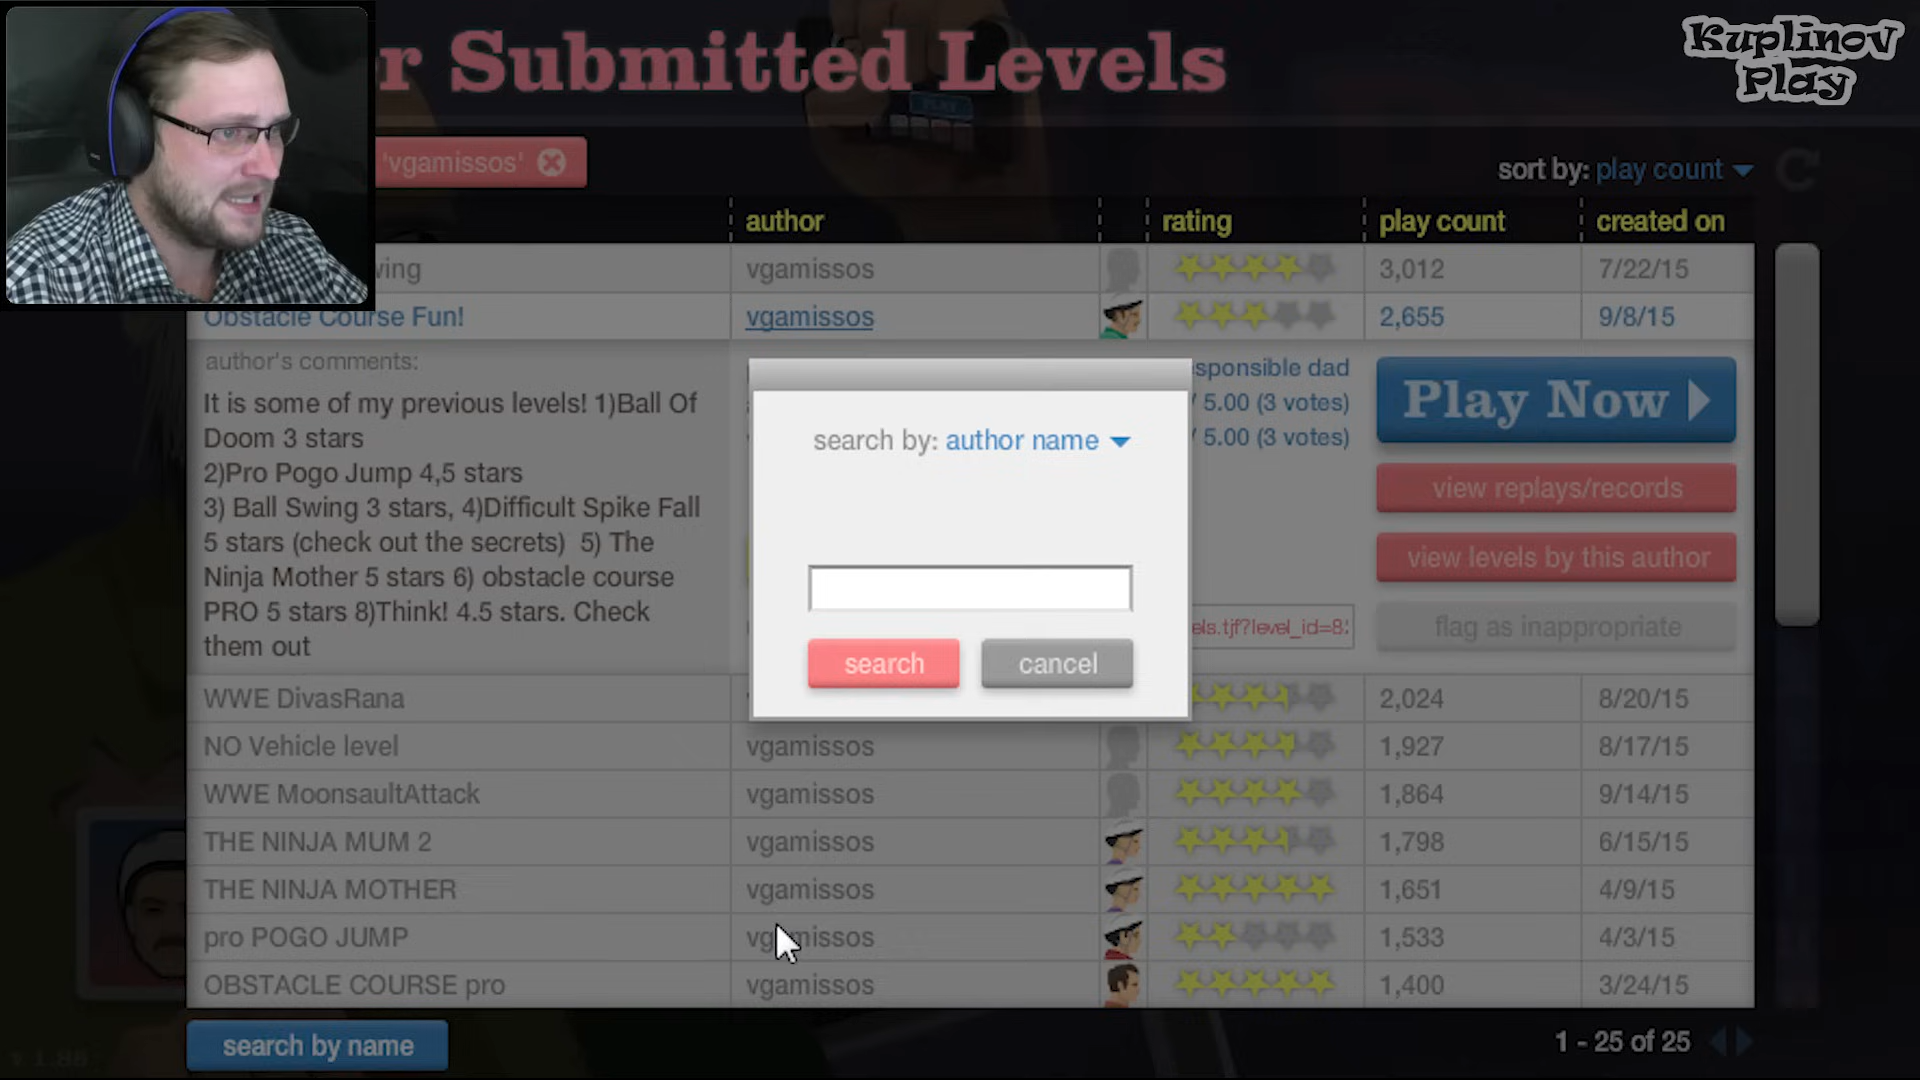 Kuplinov
Play
r Submitted Levels
'vgamissos'
sort by: play count
author rating play count created on
ving vgamissos 3,012 7/22/15
Obstacle Course Fun! vgamissos 2,655 9/8/15
author's comments:
It is some of my previous levels! 1)Ball Of
Doom 3 stars
2)Pro Pogo Jump 4,5 stars
3) Ball Swing 3 stars, 4)Difficult Spike Fall
5 stars (check out the secrets)  5) The
Ninja Mother 5 stars 6) obstacle course
PRO 5 stars 8)Think! 4.5 stars. Check
them out
sponsible dad
/ 5.00 (3 votes)
/ 5.00 (3 votes)
els.tjf?level_id=8
Play Now
view replays/records
view levels by this author
flag as inappropriate
search by: author name
search cancel
WWE DivasRana 2,024 8/20/15
NO Vehicle level vgamissos 1,927 8/17/15
WWE MoonsaultAttack vgamissos 1,864 9/14/15
THE NINJA MUM 2 vgamissos 1,798 6/15/15
THE NINJA MOTHER vgamissos 1,651 4/9/15
pro POGO JUMP vgamissos 1,533 4/3/15
OBSTACLE COURSE pro vgamissos 1,400 3/24/15
search by name
1 - 25 of 25